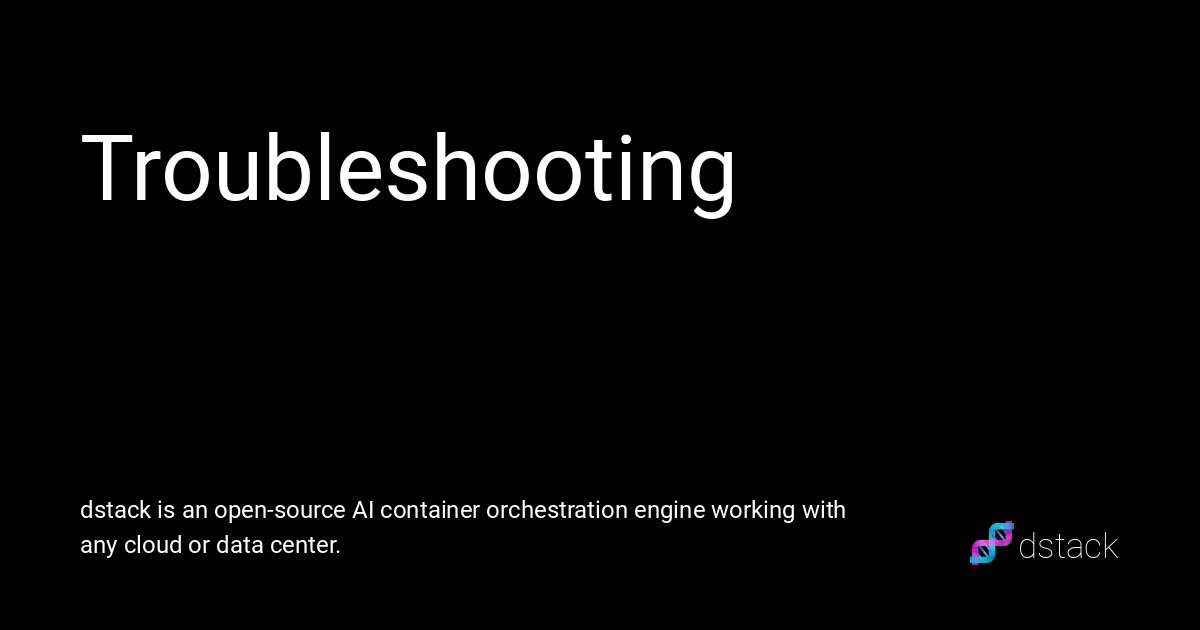 Troubleshooting
dstack is an open-source AI container orchestration engine working with
any cloud or data center.
dstack